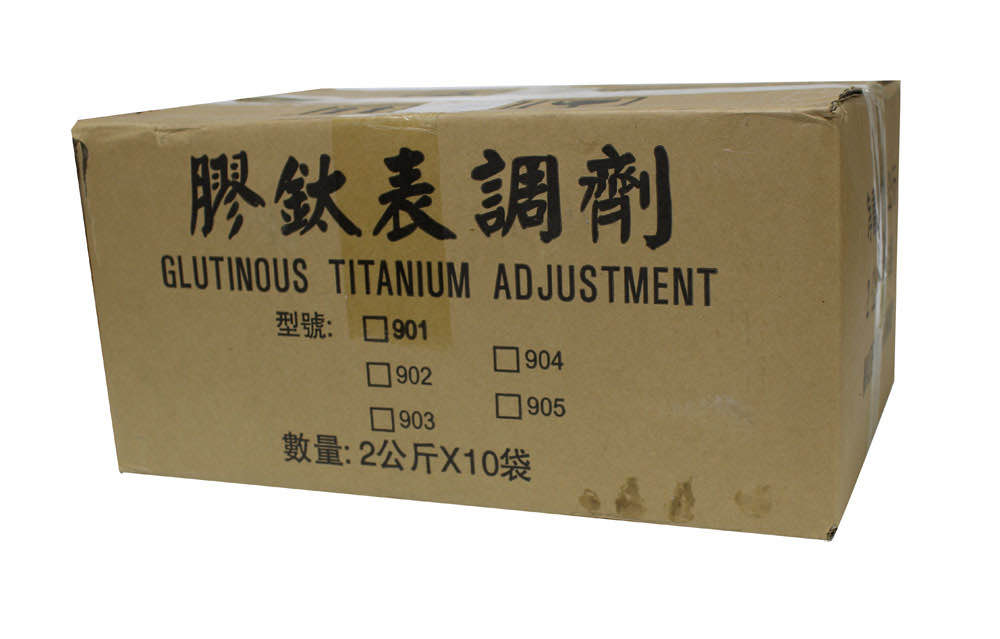 膠鈦表調劑
GLUTINOUS TITANIUM ADJUSTMENT
型號: □901
□902 □904
□903 □905
數量: 2公斤X10袋